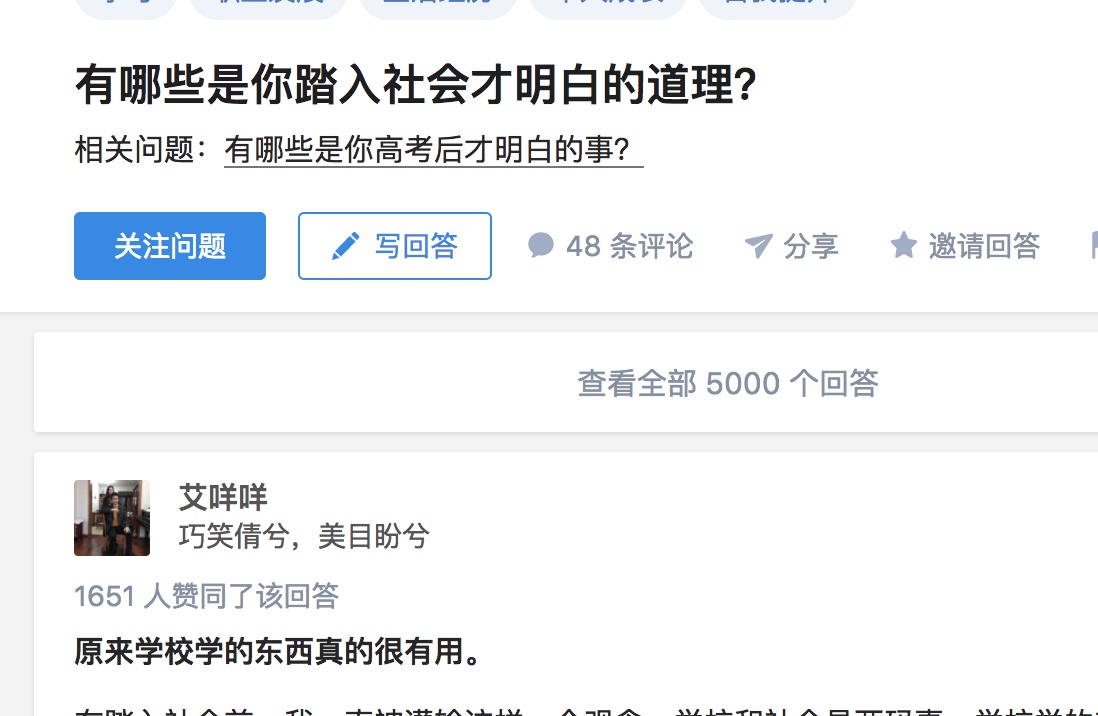 有哪些是你踏入社会才明白的道理?
相关问题：有哪些是你高考后才明白的事?
关注问题 写回答 48 条评论 分享 邀请回答
查看全部 5000 个回答
艾咩咩
巧笑倩兮，美目盼兮
1651 人赞同了该回答
原来学校学的东西真的很有用。